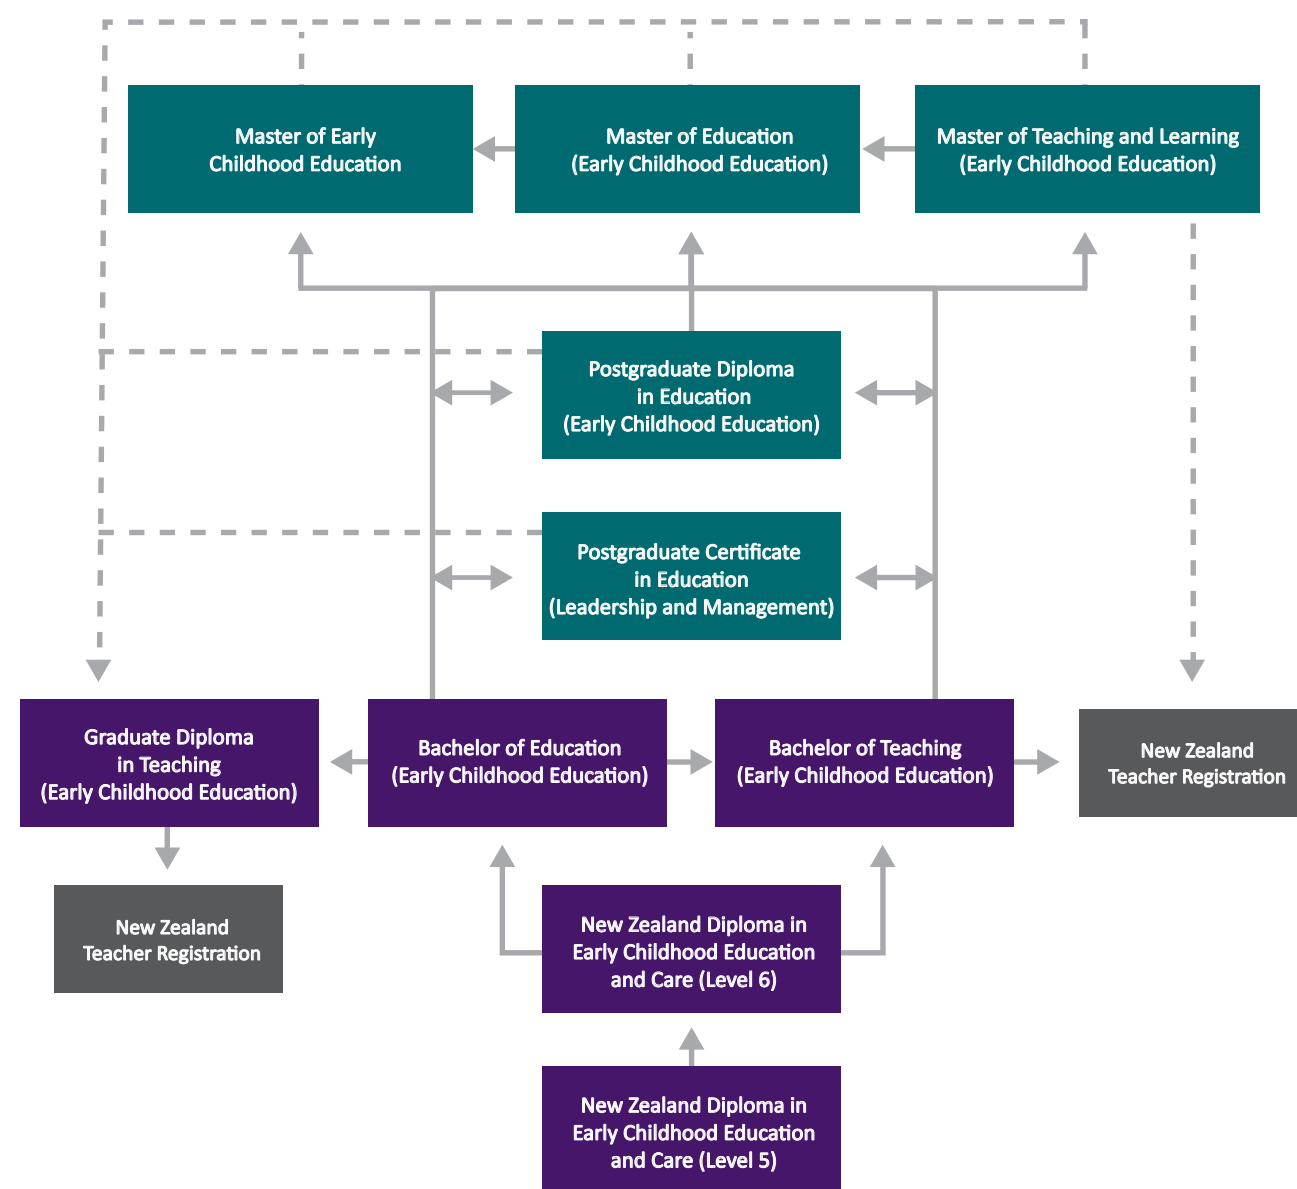 Master of Early
Childhood Education
Master of Education
(Early Childhood Education)
Master of Teaching and Learning
(Early Childhood Education)
Postgraduate Diploma
in Education
(Early Childhood Education)
Postgraduate Certificate
in Education
(Leadership and Management)
Graduate Diploma
in Teaching
(Early Childhood Education)
Bachelor of Education
(Early Childhood Education)
Bachelor of Teaching
(Early Childhood Education)
New Zealand
Teacher Registration
New Zealand
Teacher Registration
New Zealand Diploma in
Early Childhood Education
and Care (Level 6)
New Zealand Diploma in
Early Childhood Education
and Care (Level 5)